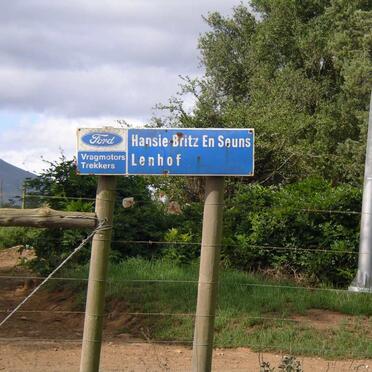 Ford
Vragmotors
Trekkers
Hansie Britz En Seuns
Lenhof